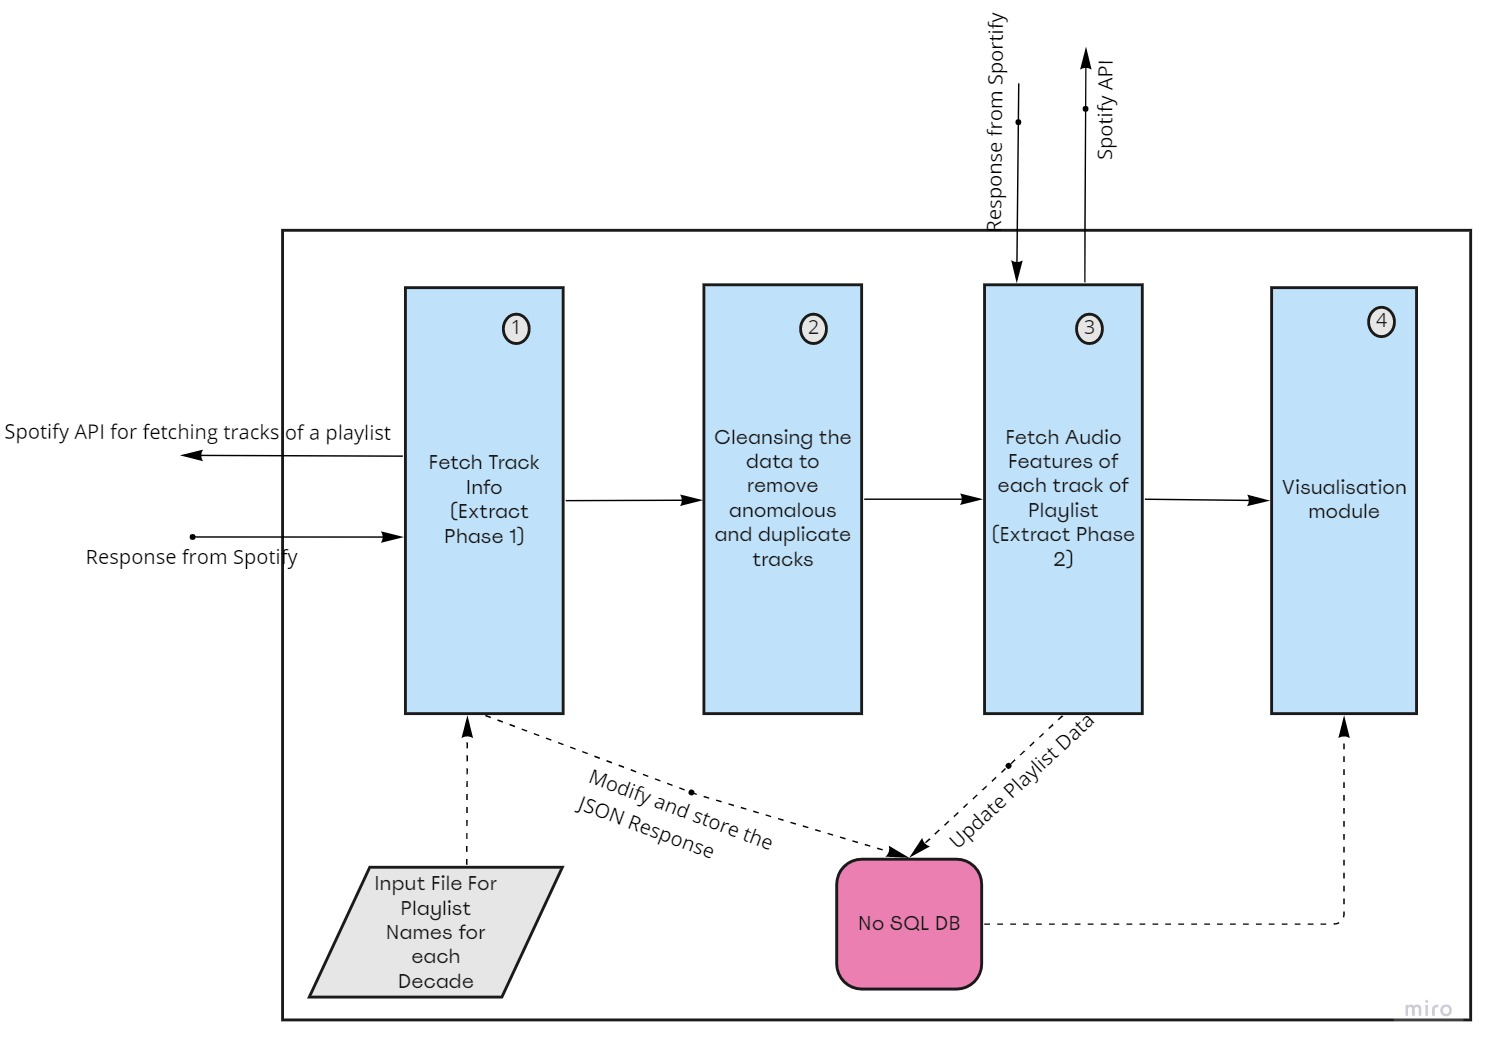 Response from Sportify
Spotify API
1
2
3
4
Spotify API for fetching tracks of a playlist
Response from Spotify
Fetch Track
Info
(Extract
Phase 1)
Cleansing the
data to
remove
anomalous
and duplicate
tracks
Fetch Audio
Features of
each track of
Playlist
(Extract Phase
2)
Visualisation
module
Modify and store the
JSON Response
Update Playlist Data
Input File For
Playlist
Names for
each
Decade
No SQL DB
miro